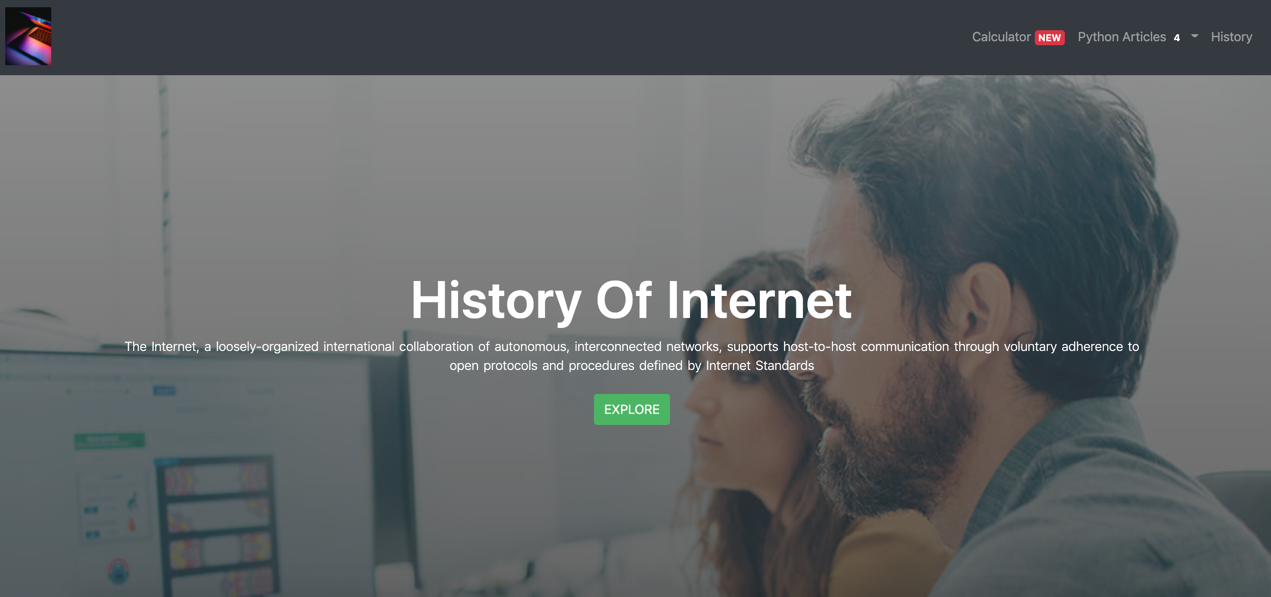 Calculator NEW Python Articles 4 History
History Of Internet
The Internet, a loosely-organized international collaboration of autonomous, interconnected networks, supports host-to-host communication through voluntary adherence to
open protocols and procedures defined by Internet Standards
EXPLORE